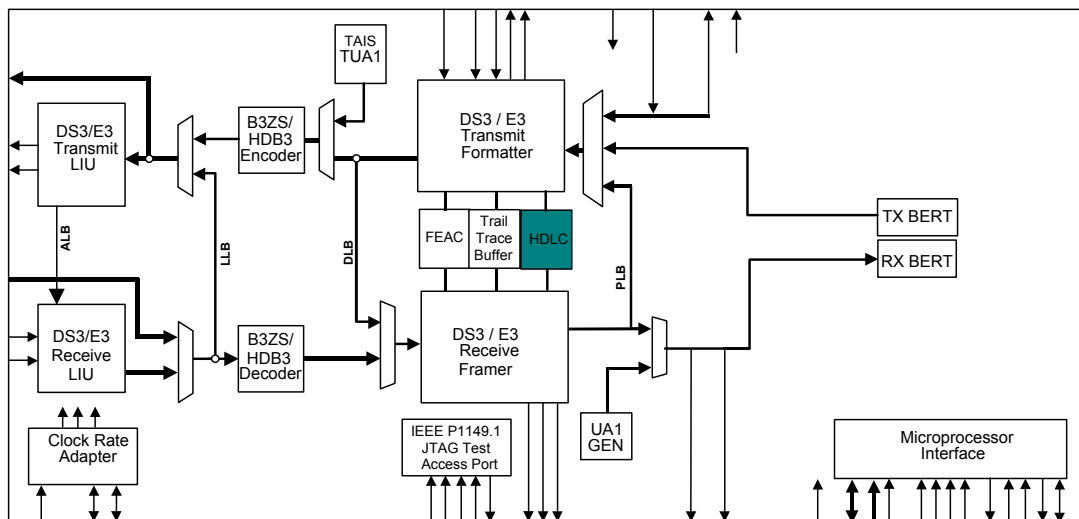 TAIS
TUA1
DS3/E3
Transmit
LIU
B3ZS/
HDB3
Encoder
DS3 / E3
Transmit
Formatter
FEAC
Trail
Trace
Buffer
HDLC
TX BERT
RX BERT
ALB
LLB
DLB
PLB
DS3/E3
Receive
LIU
B3ZS/
HDB3
Decoder
DS3 / E3
Receive
Framer
UA1
GEN
Clock Rate
Adapter
IEEE P1149.1
JTAG Test
Access Port
Microprocessor
Interface